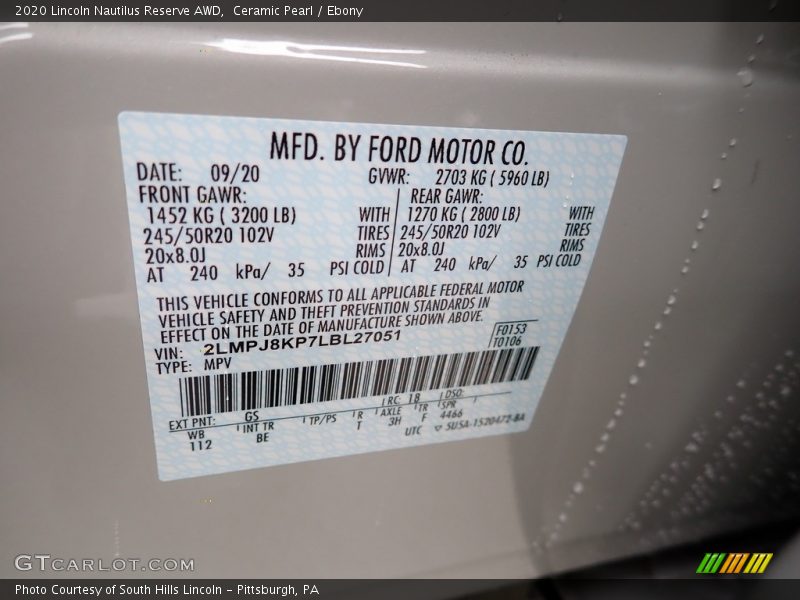 2020 Lincoln Nautilus Reserve AWD, Ceramic Pearl / Ebony
MFD. BY FORD MOTOR CO.
DATE: 09/20 GVWR: 2703 KG ( 5960 LB)
FRONT GAWR: REAR GAWR:
1452 KG ( 3200 LB) WITH 1270 KG ( 2800 LB) WITH
245/50R20 102V TIRES 245/50R20 102V TIRES
20x8.0J RIMS 20x8.0J RIMS
AT 240 kPa/ 35 PSI COLD AT 240 kPa/ 35 PSI COLD
THIS VEHICLE CONFORMS TO ALL APPLICABLE FEDERAL MOTOR
VEHICLE SAFETY AND THEFT PREVENTION STANDARDS IN
EFFECT ON THE DATE OF MANUFACTURE SHOWN ABOVE.
VIN: 2LMPJ8KP7LBL27051 F0153
TYPE: MPV T0106
EXT PNT: GS RC: 18 DSO:
WB INT TR TP/PS R AXLE TR SPR
112 BE T 3H F 4466
UTC ▽ 5U5A-1520472-BA
GTCARLOT.COM
Photo Courtesy of South Hills Lincoln - Pittsburgh, PA